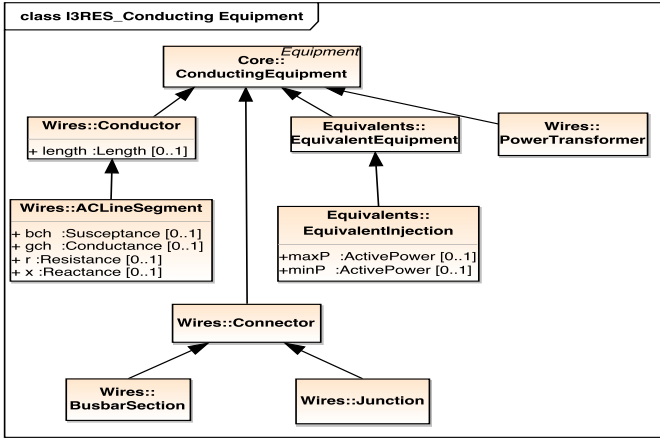 class I3RES_Conducting Equipment
Equipment
Core::
ConductingEquipment
Wires::Conductor
+ length :Length [0..1]
Equivalents::
EquivalentEquipment
Wires::
PowerTransformer
Wires::ACLineSegment
+ bch :Susceptance [0..1]
+ gch :Conductance [0..1]
+ r :Resistance [0..1]
+ x :Reactance [0..1]
Equivalents::
EquivalentInjection
+maxP :ActivePower [0..1]
+minP :ActivePower [0..1]
Wires::Connector
Wires::
BusbarSection
Wires::Junction